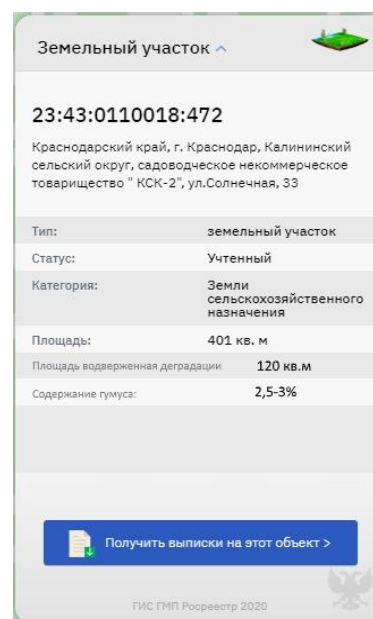 Земельный участок
23:43:0110018:472
Краснодарский край, г. Краснодар, Калининский
сельский округ, садоводческое некоммерческое
товарищество " КСК-2", ул.Солнечная, 33
Тип: земельный участок
Статус: Учтенный
Категория: Земли
сельскохозяйственного
назначения
Площадь: 401 кв. м
Площадь водверженная деградации 120 кв.м
Содержание гумуса: 2,5-3%
Получить выписки на этот объект >
ГИС ГМП Росреестр 2020